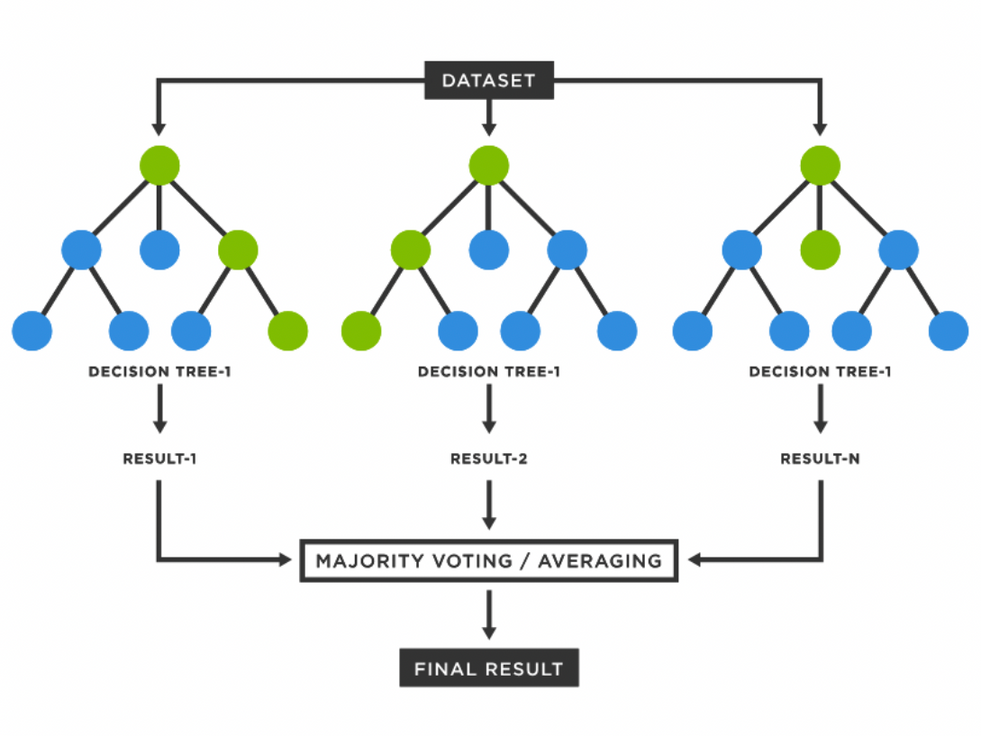 DATASET
DECISION TREE-1
DECISION TREE-1
DECISION TREE-1
RESULT-1
RESULT-2
RESULT-N
MAJORITY VOTING / AVERAGING
FINAL RESULT